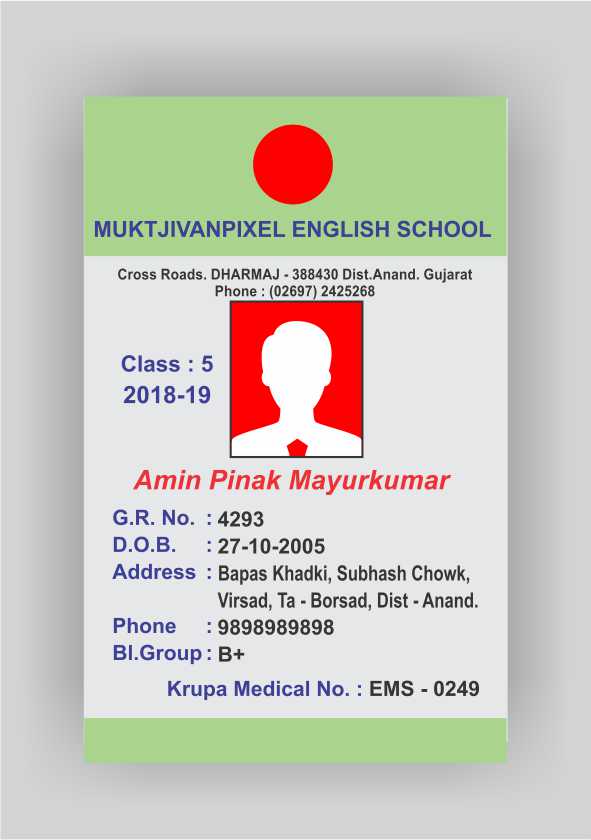 MUKTJIVANPIXEL ENGLISH SCHOOL
Cross Roads. DHARMAJ - 388430 Dist.Anand. Gujarat
Phone : (02697) 2425268
Class : 5
2018-19
Amin Pinak Mayurkumar
G.R. No. : 4293
D.O.B. : 27-10-2005
Address : Bapas Khadki, Subhash Chowk,
Virsad, Ta - Borsad, Dist - Anand.
Phone : 9898989898
Bl.Group : B+
Krupa Medical No. : EMS - 0249